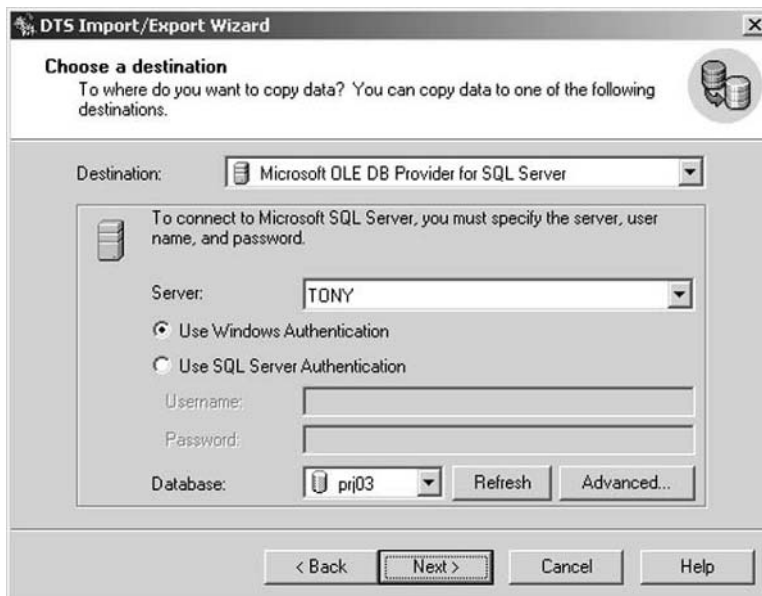 DTS Import/Export Wizard
Choose a destination
To where do you want to copy data? You can copy data to one of the following
destinations.
Destination: Microsoft OLE DB Provider for SQL Server
To connect to Microsoft SQL Server, you must specify the server, user
name, and password.
Server: TONY
Use Windows Authentication
Use SQL Server Authentication
Username:
Password:
Database: prj03 Refresh Advanced...
< Back Next > Cancel Help